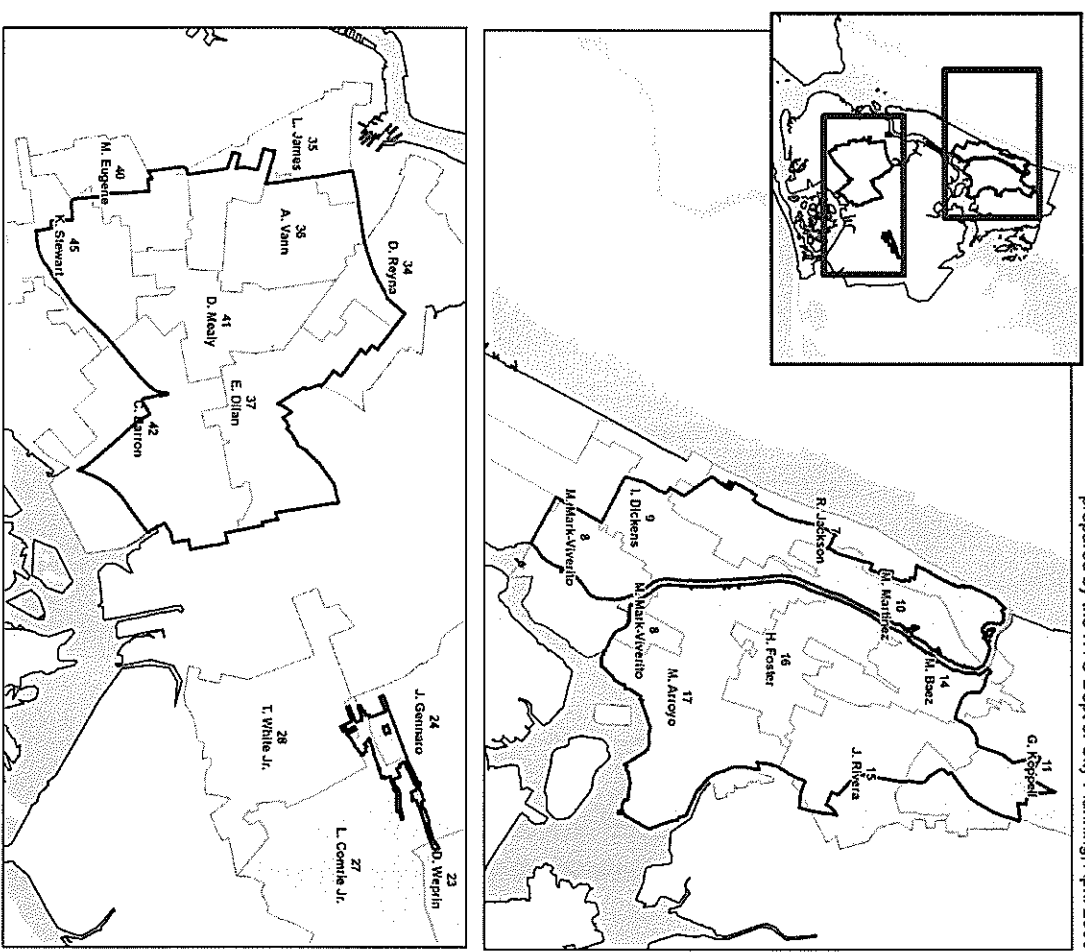 11
G. Koppell
14
M. Baez
10
M. Martinez
15
J. Rivera
7
R. Jackson
16
H. Foster
17
M. Arroyo
9
I. Dickens
8
M. Mark-Viverito
8
M. Mark-Viverito
23
D. Weprin
24
J. Gennaro
34
D. Reyna
27
L. Comrie Jr.
35
L. James
36
A. Vann
28
T. White Jr.
37
E. Dilan
41
D. Mealy
42
C. Barron
40
M. Eugene
45
K. Stewart